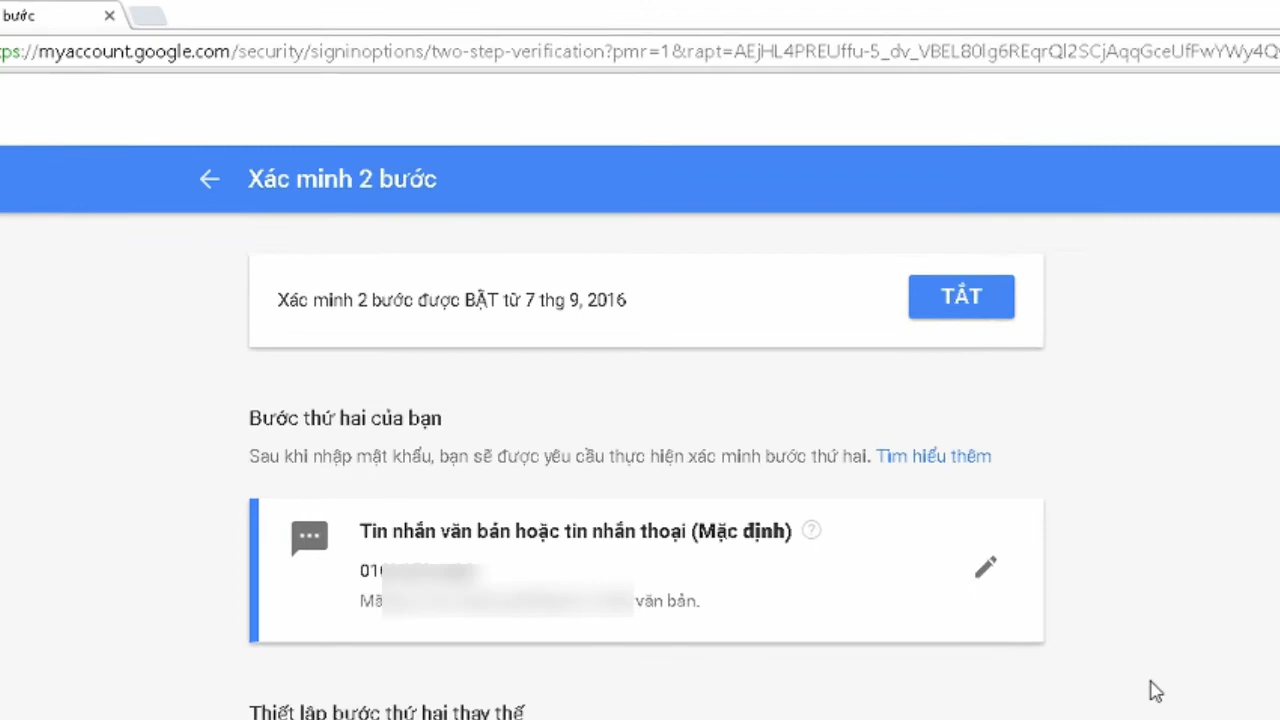 bước
tps://myaccount.google.com/security/signinoptions/two-step-verification?pmr=1&rapt=AEjHL4PREUffu-5_dv_VBEL80lg6REqrQl2SCjAqqGceUfFwYWy4Q
Xác minh 2 bước
Xác minh 2 bước được BẬT từ 7 thg 9, 2016
TẮT
Bước thứ hai của bạn
Sau khi nhập mật khẩu, bạn sẽ được yêu cầu thực hiện xác minh bước thứ hai. Tìm hiểu thêm
Tin nhắn văn bản hoặc tin nhắn thoại (Mặc định) ?
Mã văn bản.
Thiết lập bước thứ hai thay thế